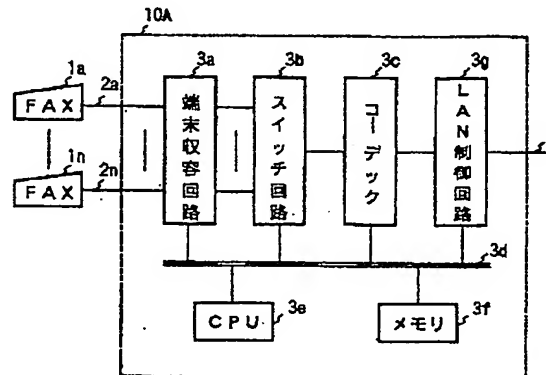 10A
1a
FAX
2a
1n
FAX
2n
3a
端末収容回路
3b
スイッチ回路
3c
コーデック
3g
LAN制御回路
3d
CPU
3e
メモリ
3f